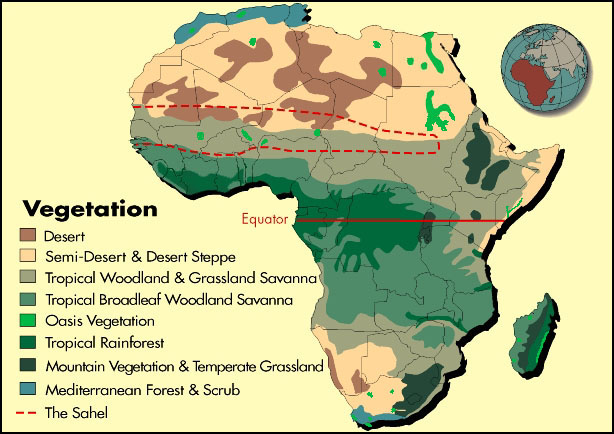 Equator
Vegetation
Desert
Semi-Desert & Desert Steppe
Tropical Woodland & Grassland Savanna
Tropical Broadleaf Woodland Savanna
Oasis Vegetation
Tropical Rainforest
Mountain Vegetation & Temperate Grassland
Mediterranean Forest & Scrub
The Sahel